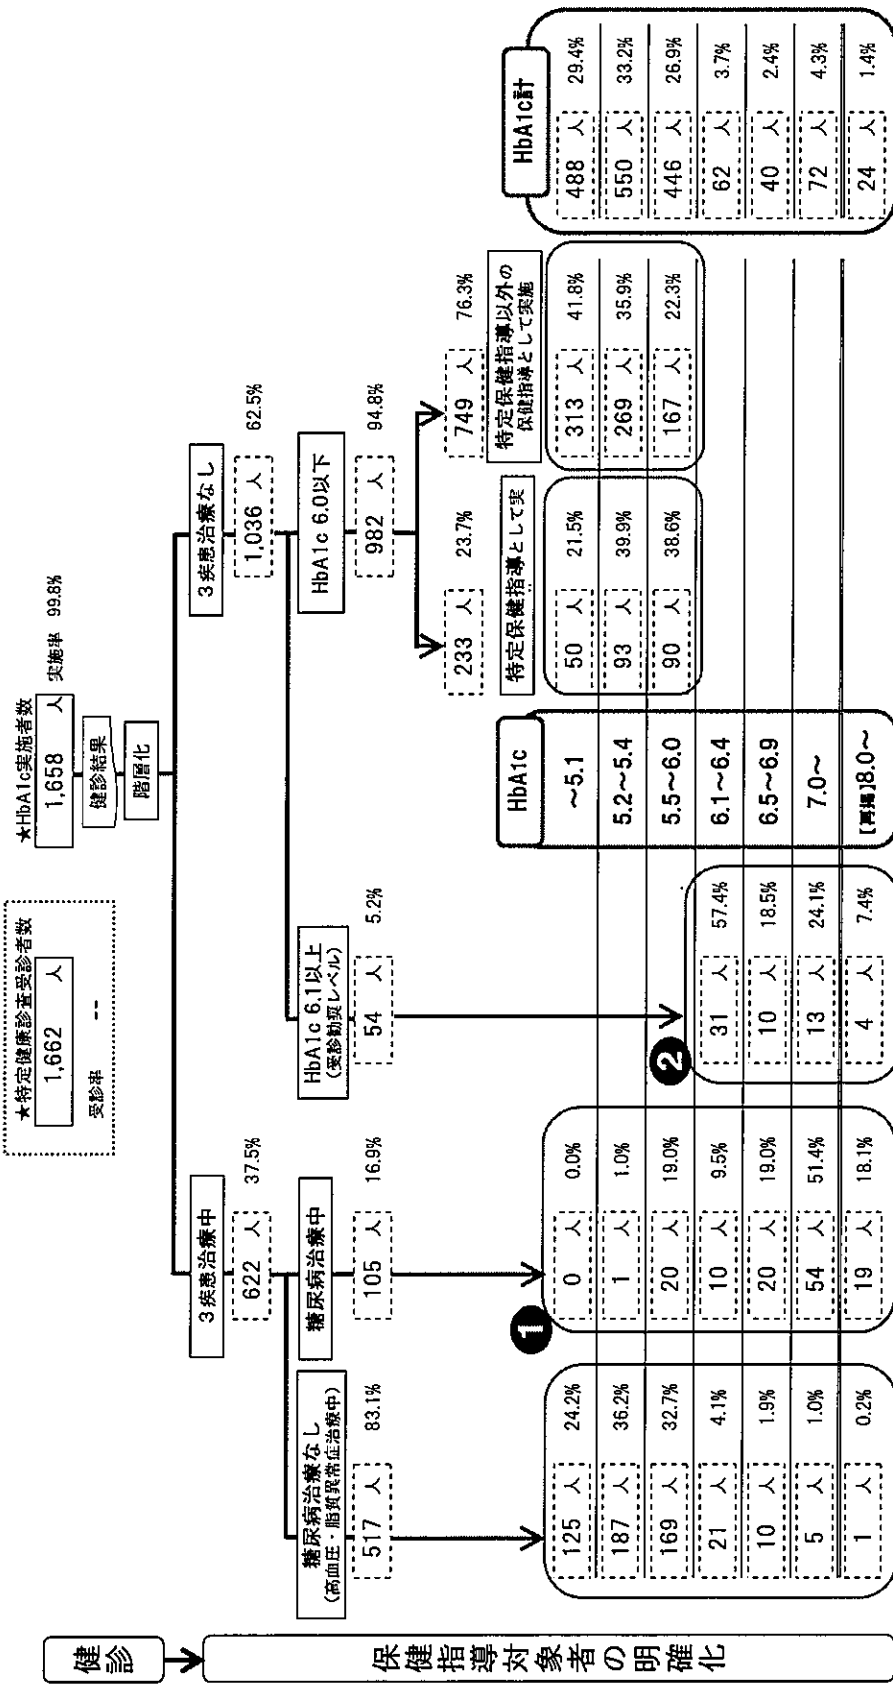 健診
保健指導対象者の明確化
★特定健康診査受診者数
1,662 人
受診率 --
★HbA1c実施者数
1,658 人 実施率 99.8%
健診結果
階層化
3疾患治療中
622 人 37.5%
3疾患治療なし
1,036 人 62.5%
糖尿病治療なし
(高血圧・脂質異常症治療中)
517 人 83.1%
糖尿病治療中
105 人 16.9%
HbA1c 6.1以上
(受診勧奨レベル)
54 人 5.2%
HbA1c 6.0以下
982 人 94.8%
233 人 23.7%
749 人 76.3%
特定保健指導として実
特定保健指導以外の
保健指導として実施
❶
❷
HbA1c
HbA1c計
125 人 24.2% 0 人 0.0% ～5.1 50 人 21.5% 313 人 41.8% 488 人 29.4%
187 人 36.2% 1 人 1.0% 5.2～5.4 93 人 39.9% 269 人 35.9% 550 人 33.2%
169 人 32.7% 20 人 19.0% 5.5～6.0 90 人 38.6% 167 人 22.3% 446 人 26.9%
21 人 4.1% 10 人 9.5% 31 人 57.4% 6.1～6.4 62 人 3.7%
10 人 1.9% 20 人 19.0% 10 人 18.5% 6.5～6.9 40 人 2.4%
5 人 1.0% 54 人 51.4% 13 人 24.1% 7.0～ 72 人 4.3%
1 人 0.2% 19 人 18.1% 4 人 7.4% [再掲]8.0～ 24 人 1.4%